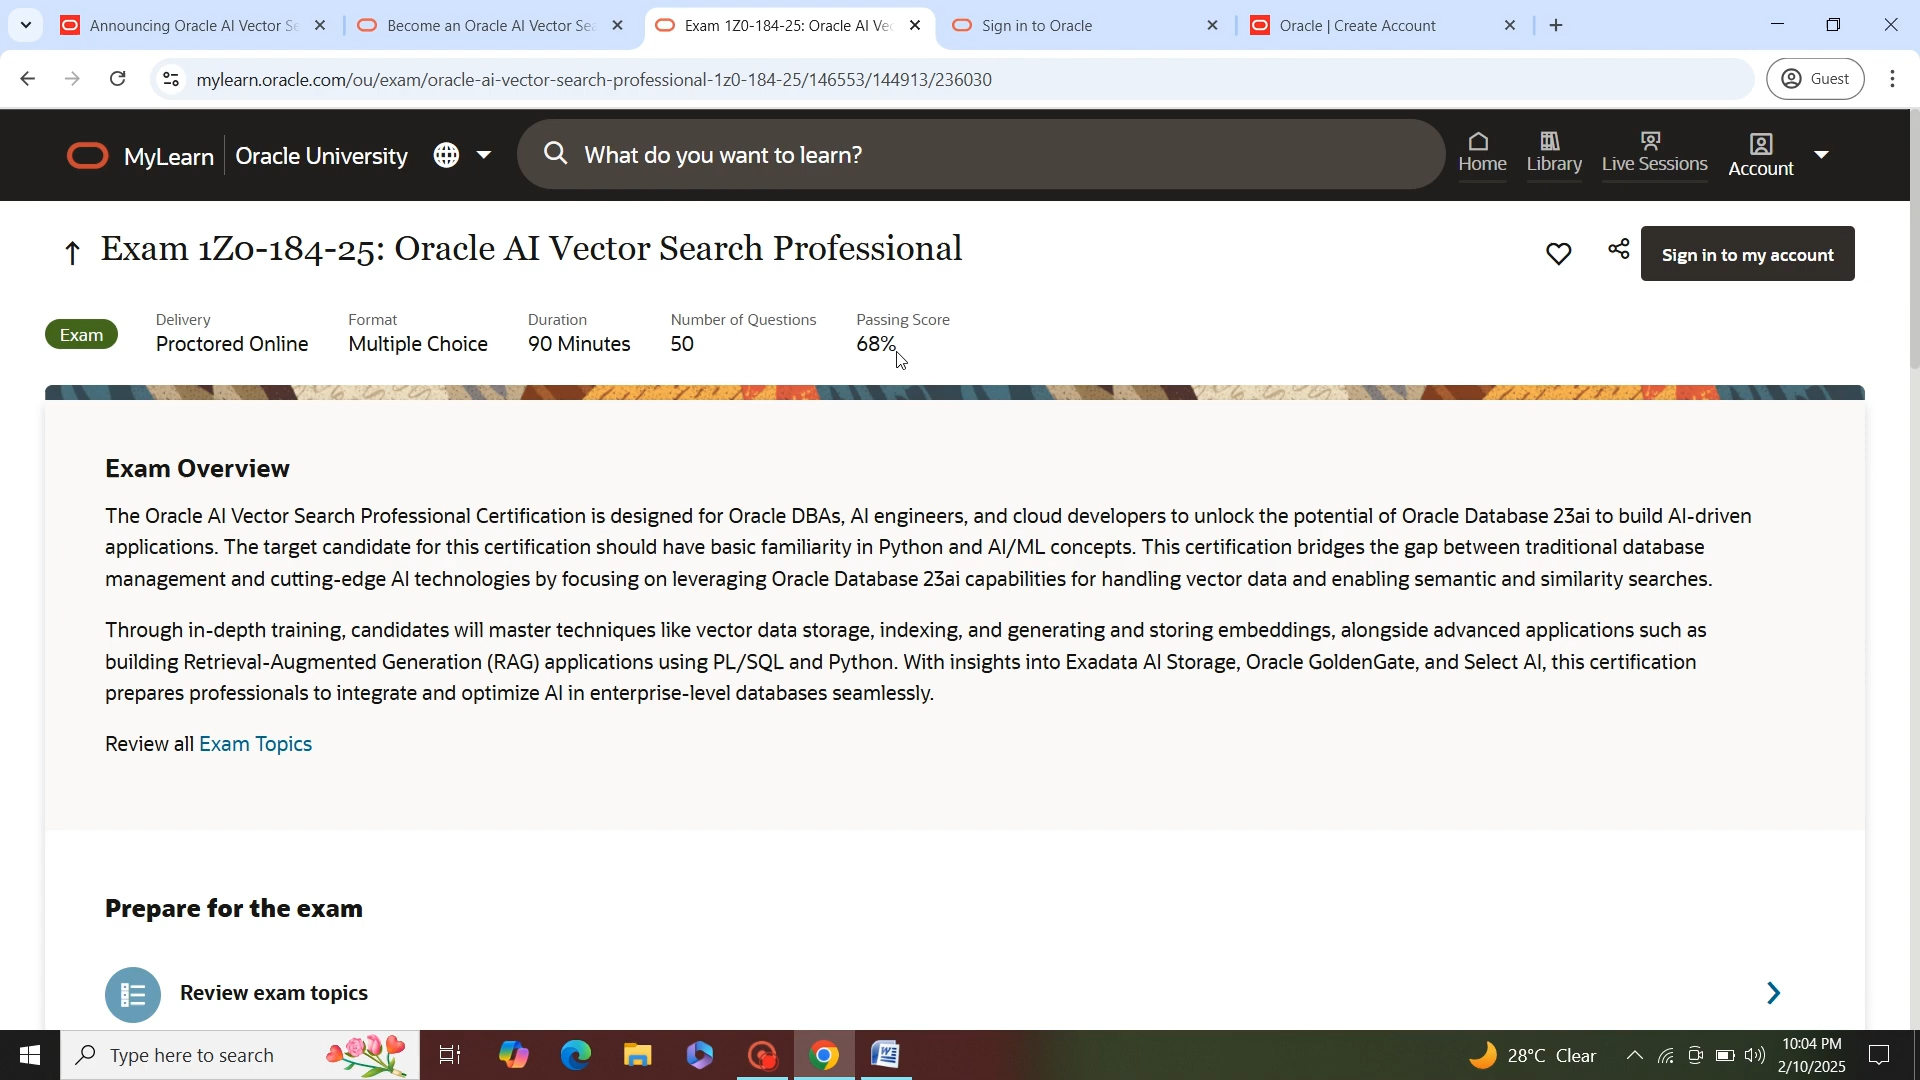 Announcing Oracle AI Vector Se
Become an Oracle AI Vector Sea
Exam 1Z0-184-25: Oracle AI Vec
Sign in to Oracle
Oracle | Create Account
mylearn.oracle.com/ou/exam/oracle-ai-vector-search-professional-1z0-184-25/146553/144913/236030
Guest
MyLearn
Oracle University
What do you want to learn?
Home
Library
Live Sessions
Account
Exam 1Z0-184-25: Oracle AI Vector Search Professional
Sign in to my account
Exam
Delivery
Proctored Online
Format
Multiple Choice
Duration
90 Minutes
Number of Questions
50
Passing Score
68%
Exam Overview
The Oracle AI Vector Search Professional Certification is designed for Oracle DBAs, AI engineers, and cloud developers to unlock the potential of Oracle Database 23ai to build AI-driven
applications. The target candidate for this certification should have basic familiarity in Python and AI/ML concepts. This certification bridges the gap between traditional database
management and cutting-edge AI technologies by focusing on leveraging Oracle Database 23ai capabilities for handling vector data and enabling semantic and similarity searches.
Through in-depth training, candidates will master techniques like vector data storage, indexing, and generating and storing embeddings, alongside advanced applications such as
building Retrieval-Augmented Generation (RAG) applications using PL/SQL and Python. With insights into Exadata AI Storage, Oracle GoldenGate, and Select AI, this certification
prepares professionals to integrate and optimize AI in enterprise-level databases seamlessly.
Review all Exam Topics
Prepare for the exam
Review exam topics
Type here to search
28°C Clear
10:04 PM
2/10/2025